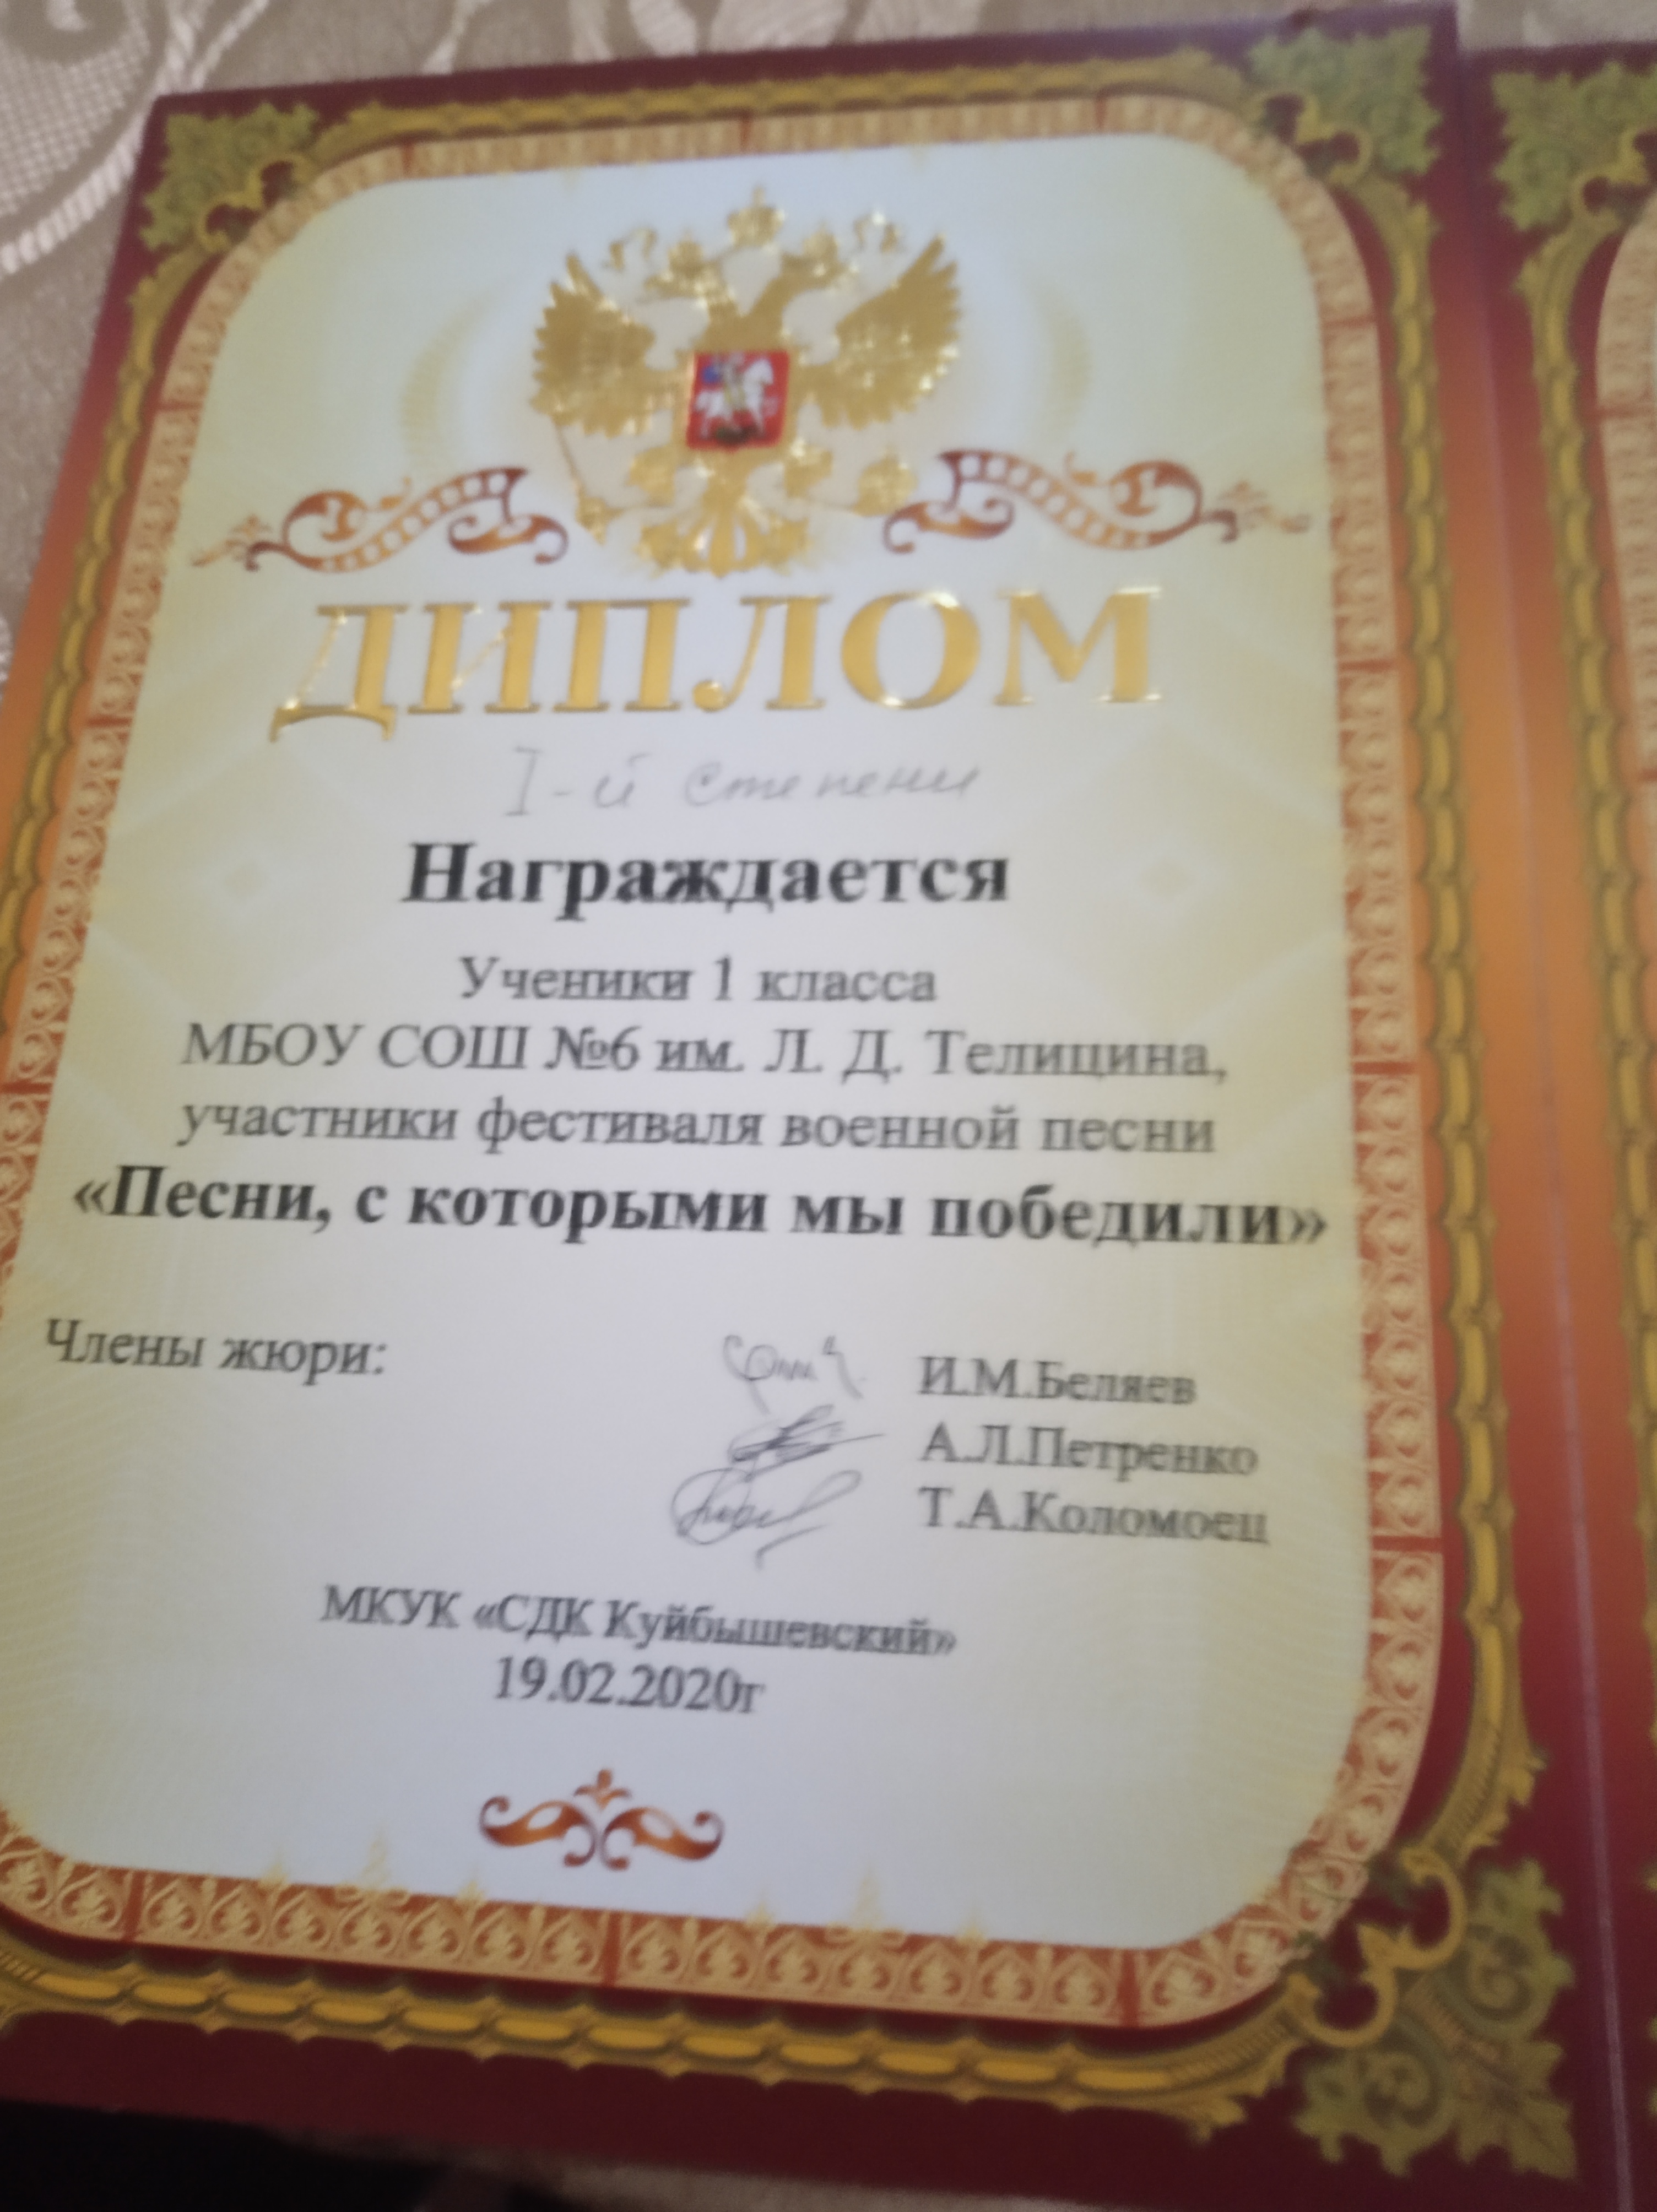 ДИПЛОМ
I-й степени
Награждается
Ученики 1 класса
МБОУ СОШ №6 им. Л. Д. Телицина,
участники фестиваля военной песни
«Песни, с которыми мы победили»
Члены жюри: И.М.Беляев
А.Л.Петренко
Т.А.Коломоец
МКУК «СДК Куйбышевский»
19.02.2020г